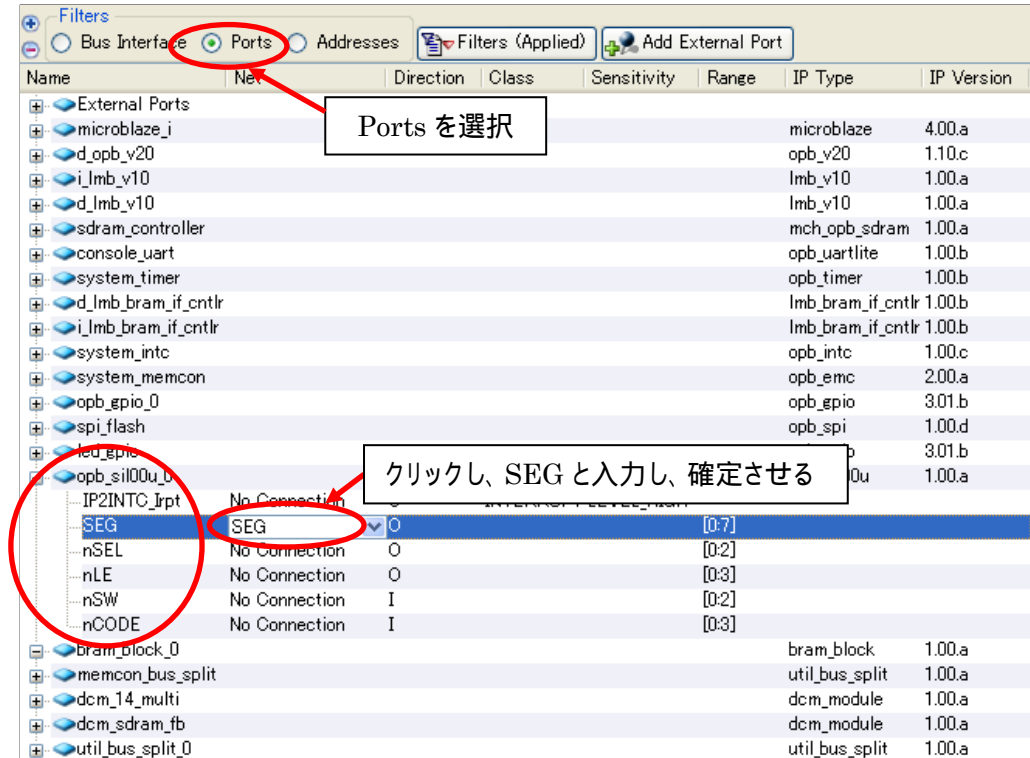 Filters
Bus Interface Ports Addresses Filters (Applied) Add External Port
Name Net Direction Class Sensitivity Range IP Type IP Version
External Ports
Ports を選択
microblaze_i microblaze 4.00.a
d_opb_v20 opb_v20 1.10.c
i_lmb_v10 lmb_v10 1.00.a
d_lmb_v10 lmb_v10 1.00.a
sdram_controller mch_opb_sdram 1.00.a
console_uart opb_uartlite 1.00.b
system_timer opb_timer 1.00.b
d_lmb_bram_if_cntlr lmb_bram_if_cntlr 1.00.b
i_lmb_bram_if_cntlr lmb_bram_if_cntlr 1.00.b
system_intc opb_intc 1.00.c
system_memcon opb_emc 2.00.a
opb_gpio_0 opb_gpio 3.01.b
spi_flash opb_spi 1.00.d
led_gpio 3.01.b
クリックし、SEG と入力し、確定させる
opb_sil00u_0 00u 1.00.a
IP2INTC_Irpt No Connection O
SEG SEG O [0:7]
nSEL No Connection O [0:2]
nLE No Connection O [0:3]
nSW No Connection I [0:2]
nCODE No Connection I [0:3]
bram_block_0 bram_block 1.00.a
memcon_bus_split util_bus_split 1.00.a
dcm_14_multi dcm_module 1.00.a
dcm_sdram_fb dcm_module 1.00.a
util_bus_split_0 util_bus_split 1.00.a